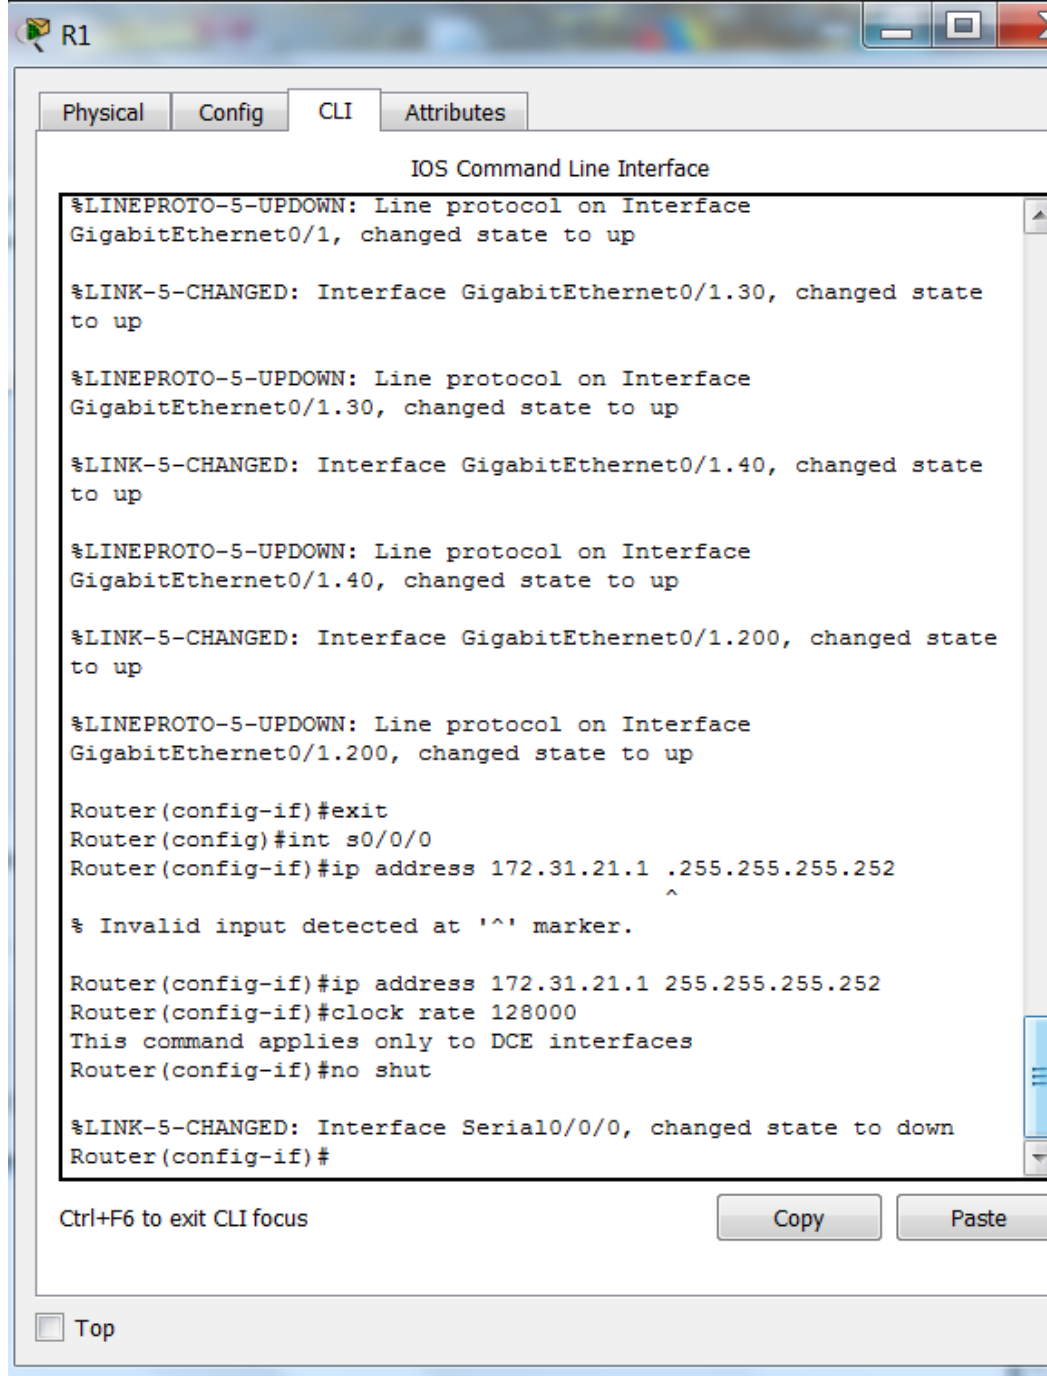 R1
Physical Config CLI Attributes
IOS Command Line Interface
%LINEPROTO-5-UPDOWN: Line protocol on Interface
GigabitEthernet0/1, changed state to up
%LINK-5-CHANGED: Interface GigabitEthernet0/1.30, changed state
to up
%LINEPROTO-5-UPDOWN: Line protocol on Interface
GigabitEthernet0/1.30, changed state to up
%LINK-5-CHANGED: Interface GigabitEthernet0/1.40, changed state
to up
%LINEPROTO-5-UPDOWN: Line protocol on Interface
GigabitEthernet0/1.40, changed state to up
%LINK-5-CHANGED: Interface GigabitEthernet0/1.200, changed state
to up
%LINEPROTO-5-UPDOWN: Line protocol on Interface
GigabitEthernet0/1.200, changed state to up
Router(config-if)#exit
Router(config)#int s0/0/0
Router(config-if)#ip address 172.31.21.1 .255.255.255.252
^
% Invalid input detected at '^' marker.
Router(config-if)#ip address 172.31.21.1 255.255.255.252
Router(config-if)#clock rate 128000
This command applies only to DCE interfaces
Router(config-if)#no shut
%LINK-5-CHANGED: Interface Serial0/0/0, changed state to down
Router(config-if)#
Ctrl+F6 to exit CLI focus
Copy Paste
Top